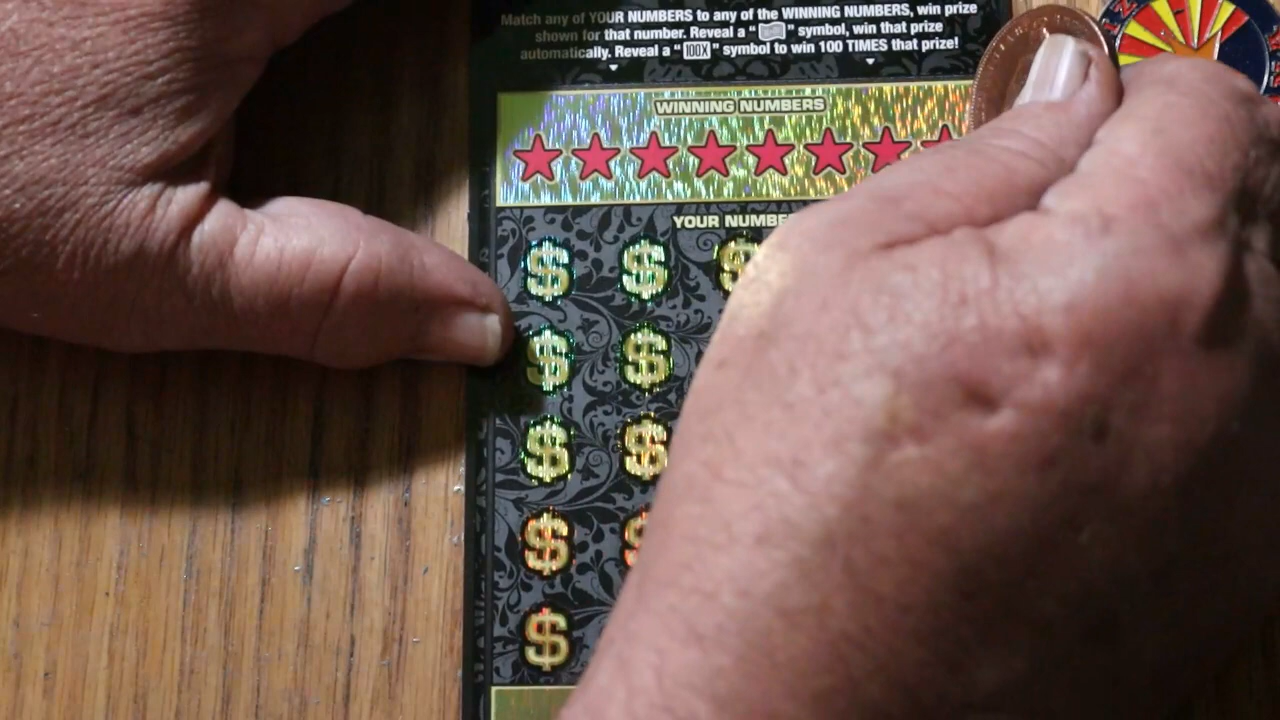 Match any of YOUR NUMBERS to any of the WINNING NUMBERS, win prize
shown for that number. Reveal a " " symbol, win that prize
automatically. Reveal a "100X" symbol to win 100 TIMES that prize!
WINNING NUMBERS
YOUR
$ $ $
$ $
$ $
$ $
$